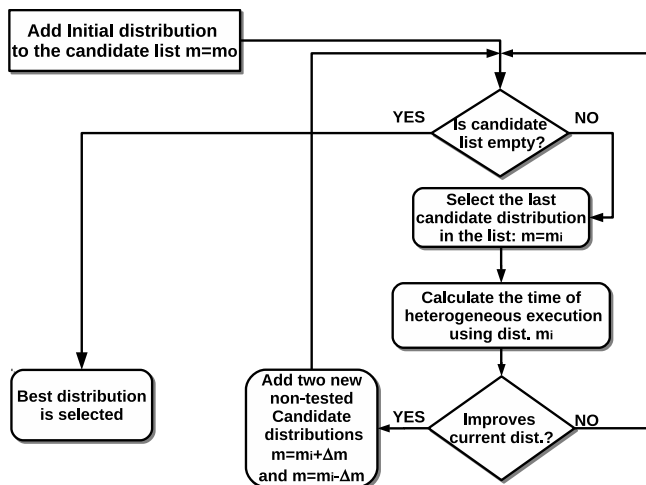 Add Initial distribution
to the candidate list m=mo
YES
NO
Is candidate
list empty?
Select the last
candidate distribution
in the list: m=mi
Calculate the time of
heterogeneous execution
using dist. mi
Best distribution
is selected
Add two new
non-tested
Candidate
distributions
m=mi+Δm
and m=mi-Δm
YES
Improves
current dist.?
NO